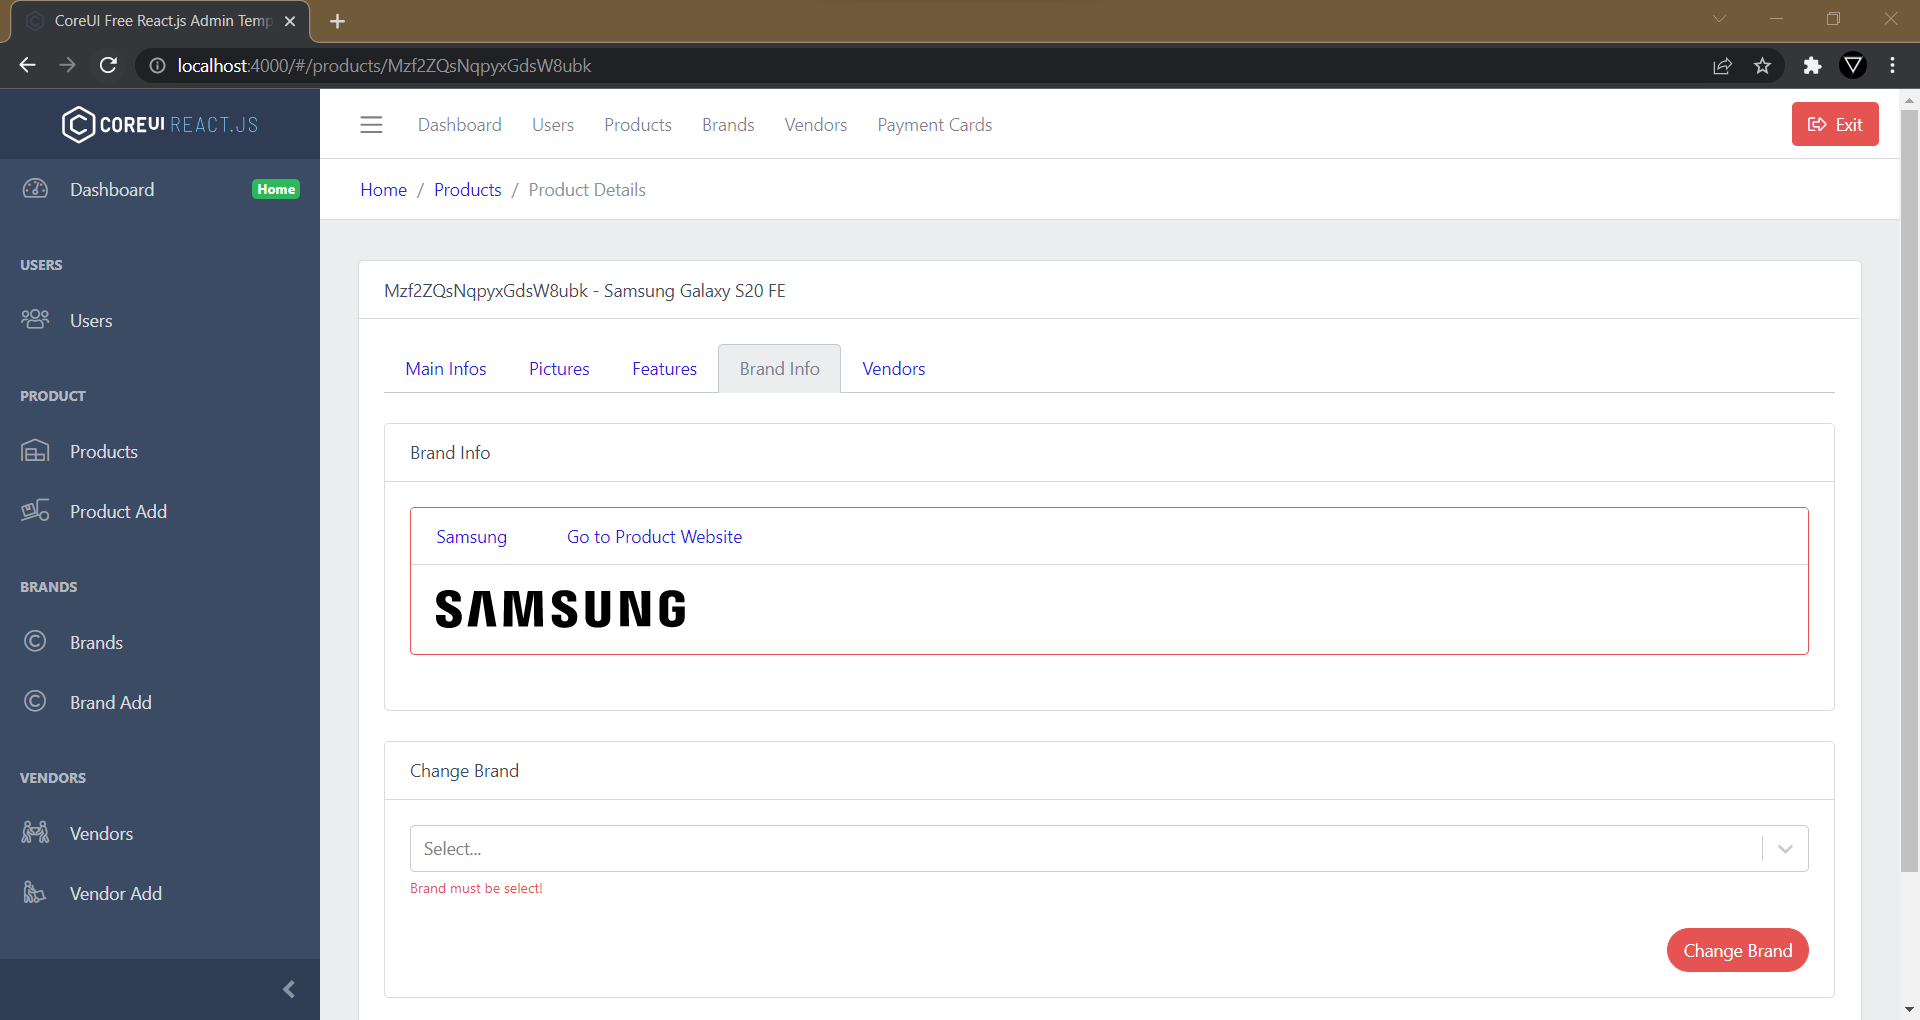 CoreUI Free React.js Admin Temp
localhost:4000/#/products/Mzf2ZQsNqpyxGdsW8ubk
COREUI REACT.JS
Dashboard Users Products Brands Vendors Payment Cards Exit
Dashboard Home
Home / Products / Product Details
USERS
Users
PRODUCT
Products
Product Add
BRANDS
Brands
Brand Add
VENDORS
Vendors
Vendor Add
Mzf2ZQsNqpyxGdsW8ubk - Samsung Galaxy S20 FE
Main Infos Pictures Features Brand Info Vendors
Brand Info
Samsung Go to Product Website
SAMSUNG
Change Brand
Select...
Brand must be select!
Change Brand